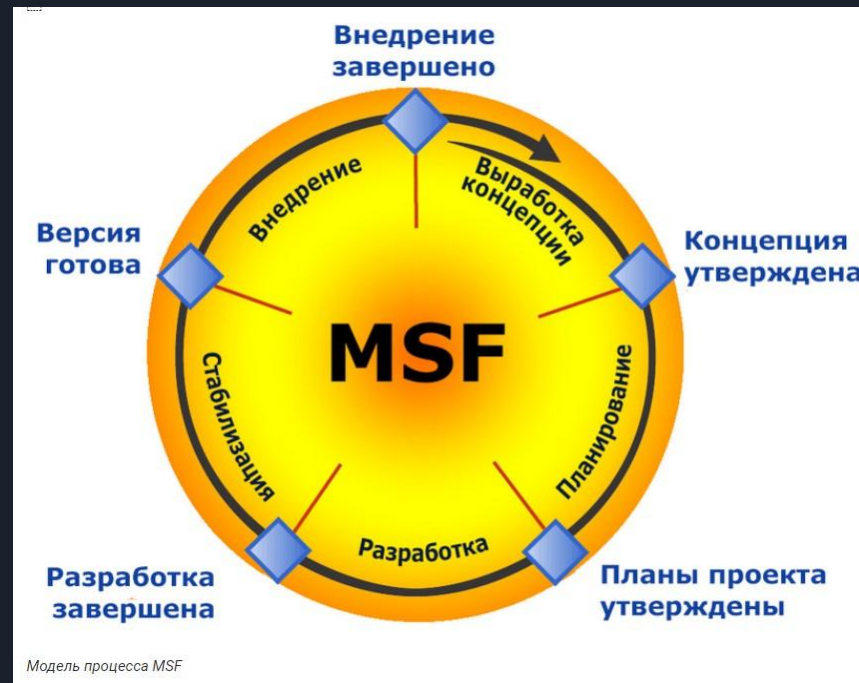 Внедрение
завершено
Выработка
концепции
Концепция
утверждена
Планирование
Планы проекта
утверждены
Разработка
Разработка
завершена
Стабилизация
Версия
готова
Внедрение
MSF
Модель процесса MSF